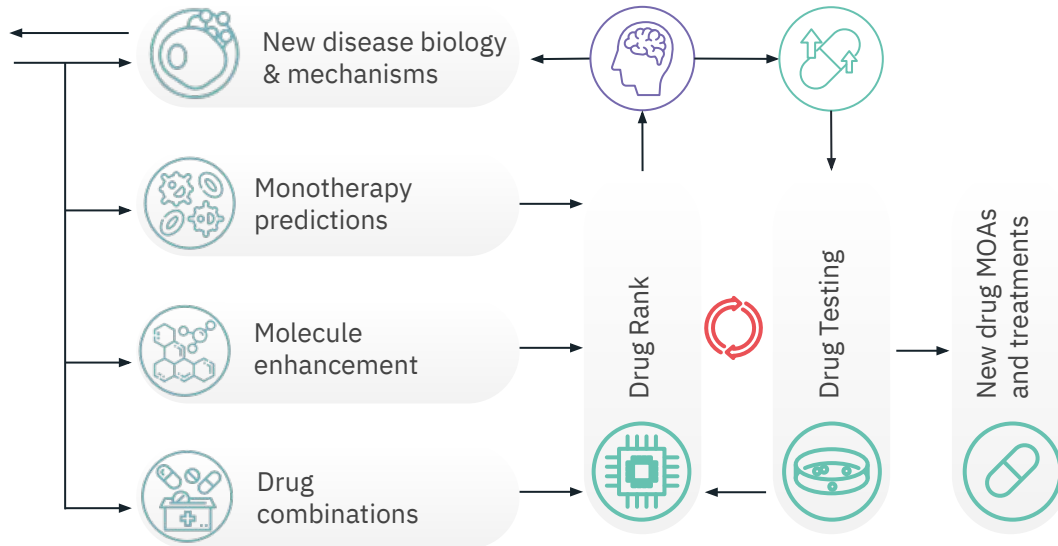 New disease biology
& mechanisms
Monotherapy
predictions
Molecule
enhancement
Drug
combinations
Drug Rank
Drug Testing
New drug MOAs
and treatments